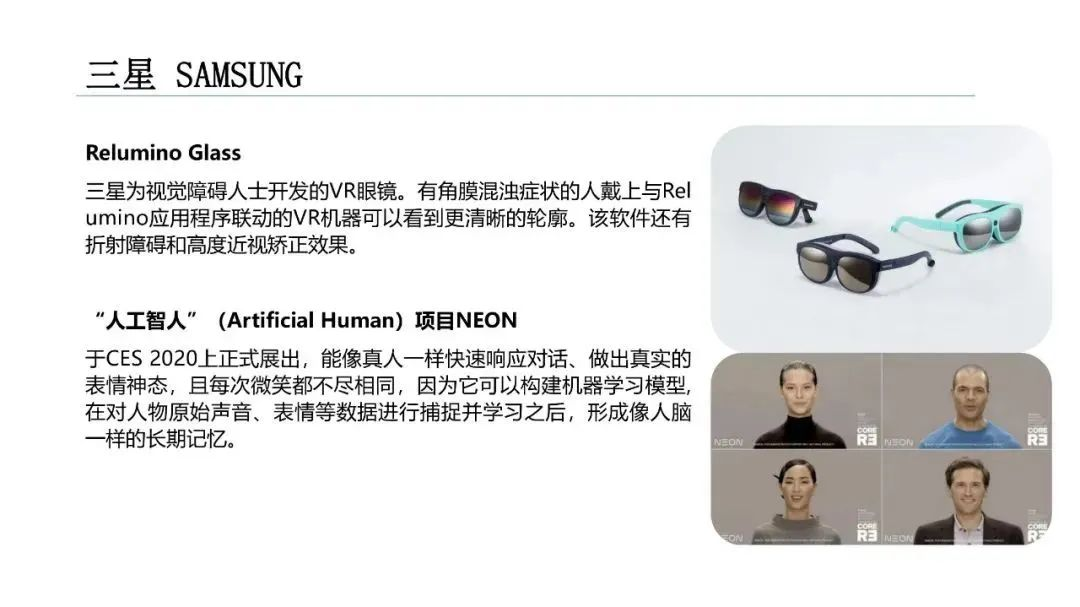 三星 SAMSUNG
Relumino Glass
三星为视觉障碍人士开发的VR眼镜。有角膜混浊症状的人戴上与Rel
umino应用程序联动的VR机器可以看到更清晰的轮廓。该软件还有
折射障碍和高度近视矫正效果。
“人工智人”（Artificial Human）项目NEON
于CES 2020上正式展出，能像真人一样快速响应对话、做出真实的
表情神态，且每次微笑都不尽相同，因为它可以构建机器学习模型,
在对人物原始声音、表情等数据进行捕捉并学习之后，形成像人脑
一样的长期记忆。
NEON
CORE
R3
NEON
CORE
R3
NEON
CORE
R3
NEON
CORE
R3